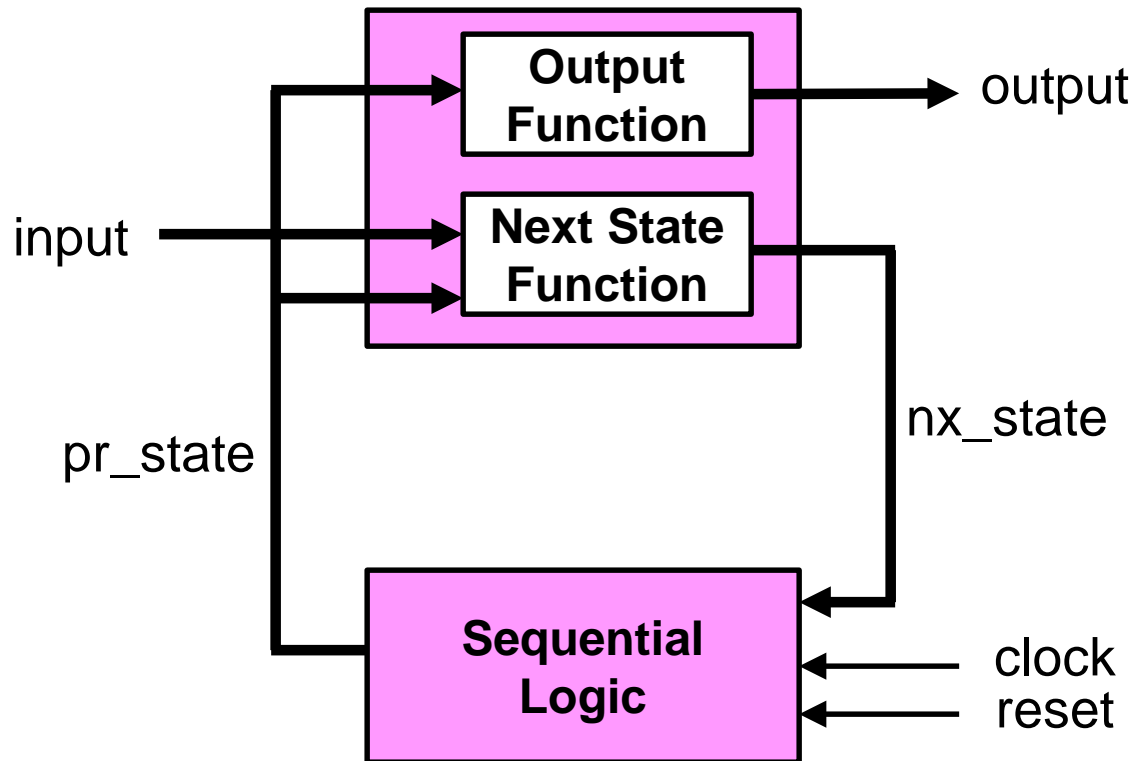 Output
Function
output
input
Next State
Function
nx_state
pr_state
Sequential
Logic
clock
reset